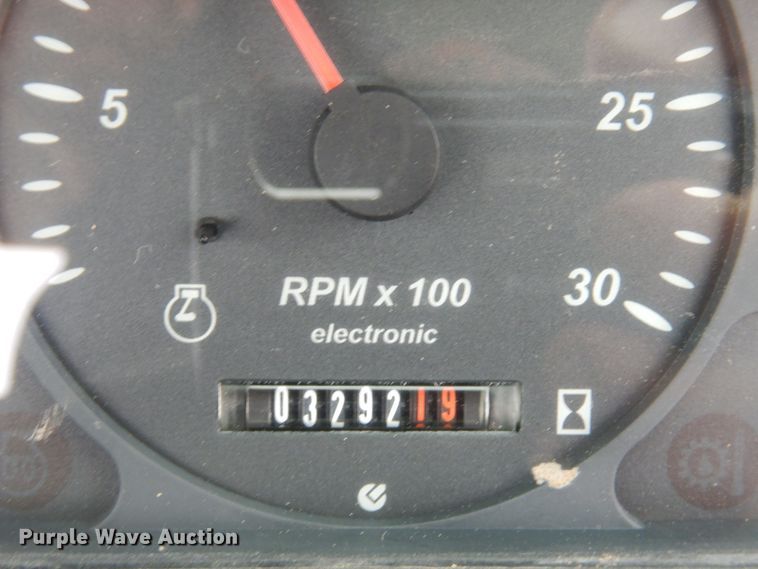 5
25
30
RPM x 100
electronic
0329219
Purple Wave Auction